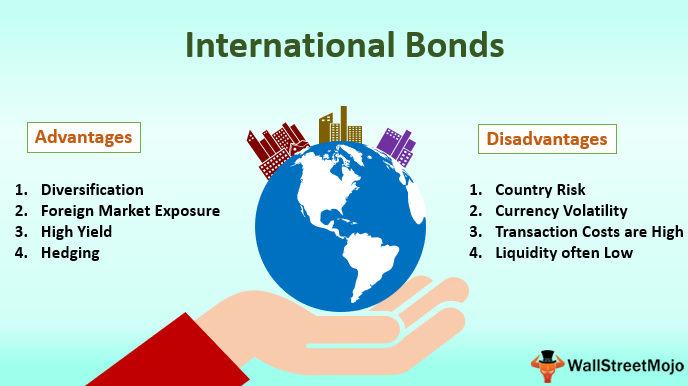 International Bonds
Advantages
1. Diversification
2. Foreign Market Exposure
3. High Yield
4. Hedging
Disadvantages
1. Country Risk
2. Currency Volatility
3. Transaction Costs are High
4. Liquidity often Low
WallStreetMojo